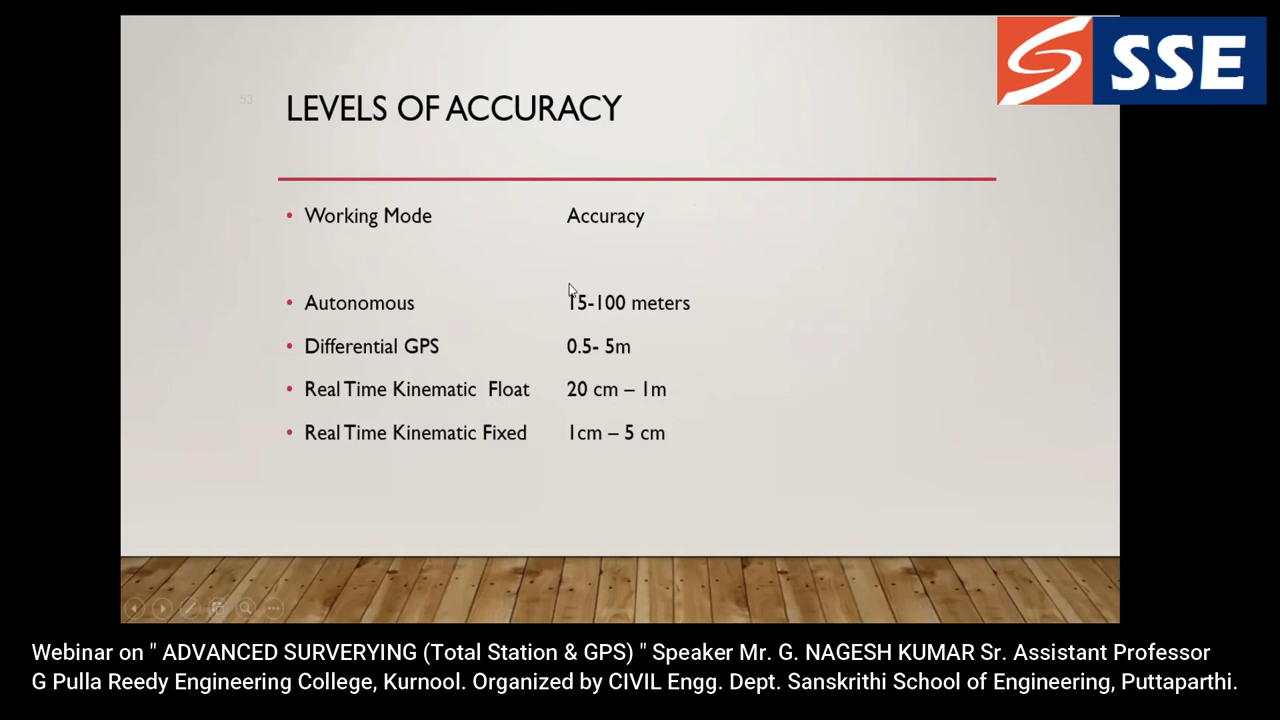 SSE
53
LEVELS OF ACCURACY
• Working Mode Accuracy
• Autonomous 15-100 meters
• Differential GPS 0.5- 5m
• Real Time Kinematic Float 20 cm – 1m
• Real Time Kinematic Fixed 1cm – 5 cm
Webinar on " ADVANCED SURVERYING (Total Station & GPS) " Speaker Mr. G. NAGESH KUMAR Sr. Assistant Professor
G Pulla Reedy Engineering College, Kurnool. Organized by CIVIL Engg. Dept. Sanskrithi School of Engineering, Puttaparthi.